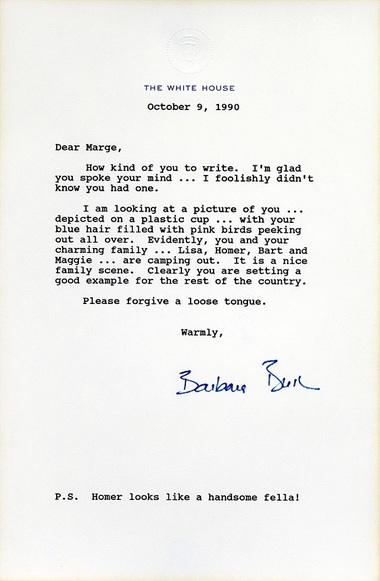 THE WHITE HOUSE
October 9, 1990
Dear Marge,
How kind of you to write. I'm glad
you spoke your mind ... I foolishly didn't
know you had one.
I am looking at a picture of you ...
depicted on a plastic cup ... with your
blue hair filled with pink birds peeking
out all over. Evidently, you and your
charming family ... Lisa, Homer, Bart and
Maggie ... are camping out. It is a nice
family scene. Clearly you are setting a
good example for the rest of the country.
Please forgive a loose tongue.
Warmly,
Barbara Bush
P.S. Homer looks like a handsome fella!